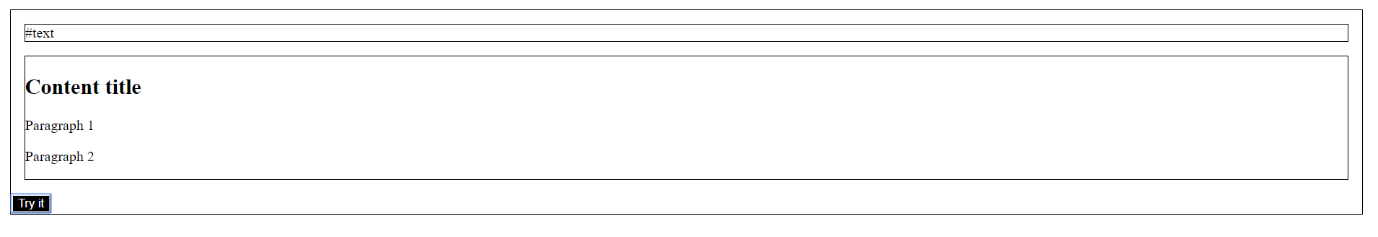 #text
Content title
Paragraph 1
Paragraph 2
Try it